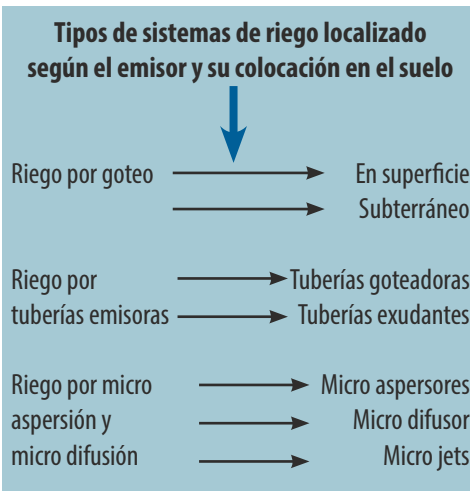 Tipos de sistemas de riego localizado
según el emisor y su colocación en el suelo
Riego por goteo En superficie
Subterráneo
Riego por Tuberías goteadoras
tuberías emisoras Tuberías exudantes
Riego por micro Micro aspersores
aspersión y Micro difusor
micro difusión Micro jets